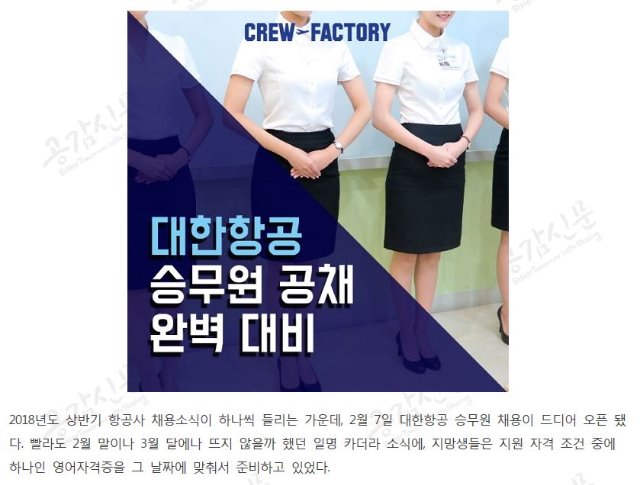 CREW FACTORY
대한항공
승무원 공채
완벽 대비
2018년도 상반기 항공사 채용소식이 하나씩 들리는 가운데, 2월 7일 대한항공 승무원 채용이 드디어 오픈 됐
다. 빨라도 2월 말이나 3월 달에나 뜨지 않을까 했던 일명 카더라 소식에, 지망생들은 지원 자격 조건 중에
하나인 영어자격증을 그 날짜에 맞춰서 준비하고 있었다.
공감신문